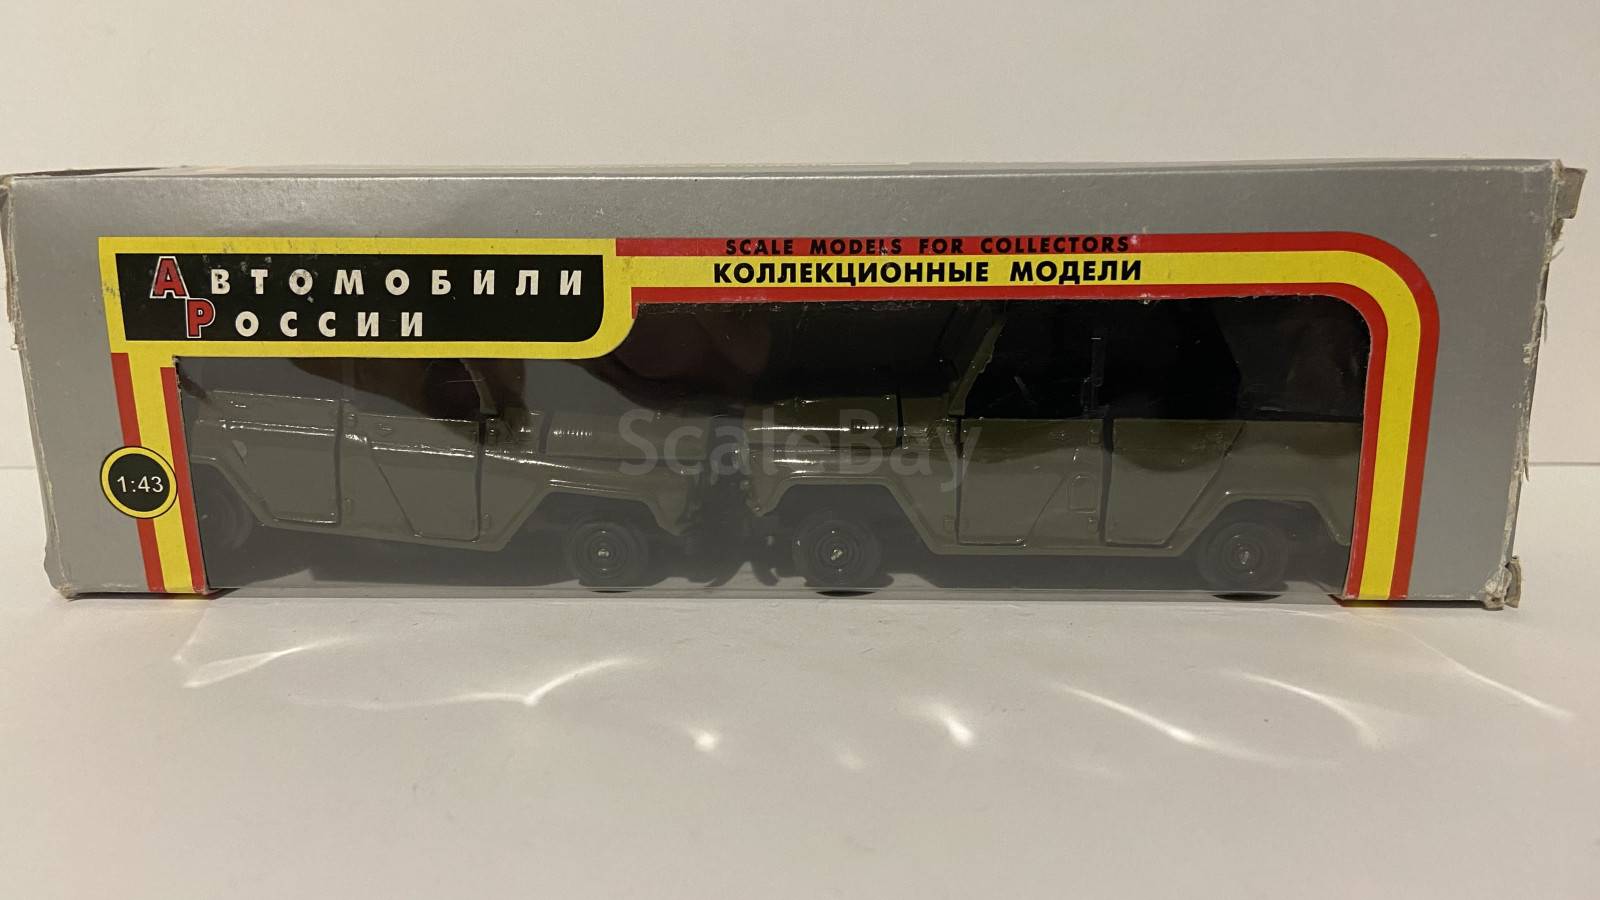 АВТОМОБИЛИ
РОССИИ
SCALE MODELS FOR COLLECTORS
КОЛЛЕКЦИОННЫЕ МОДЕЛИ
1:43
ScaleBay